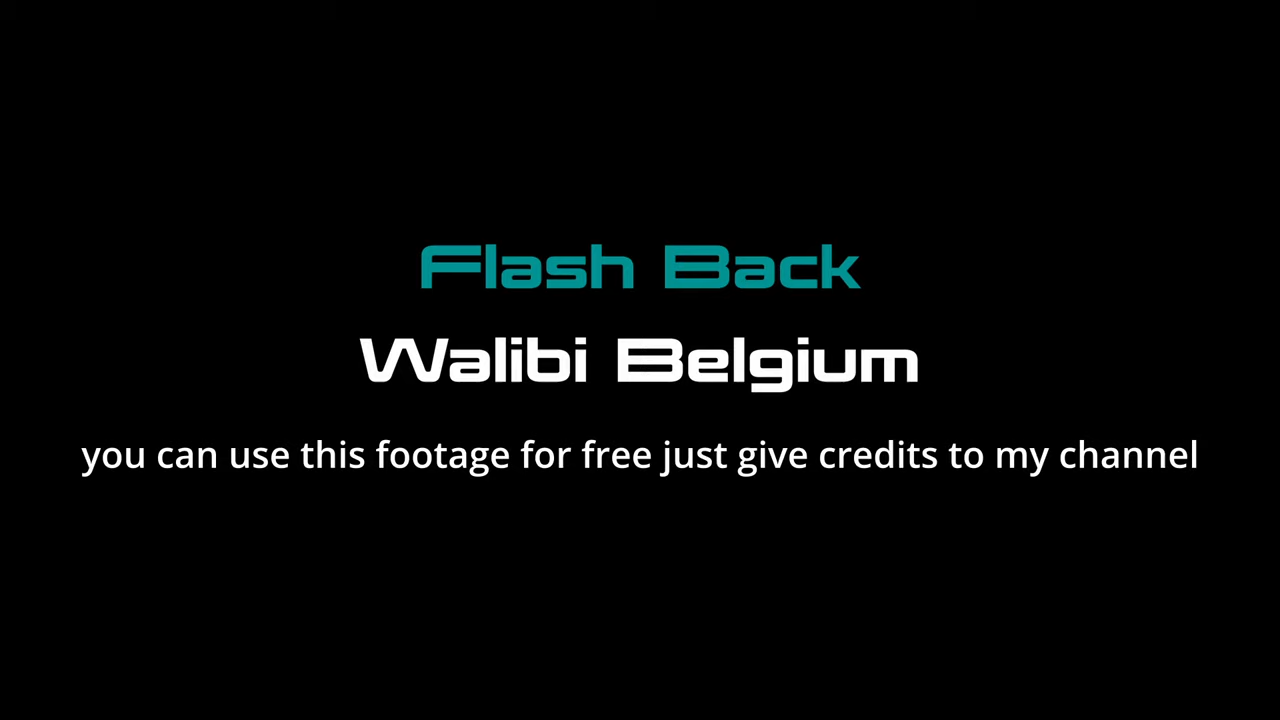 Flash Back
Walibi Belgium
you can use this footage for free just give credits to my channel